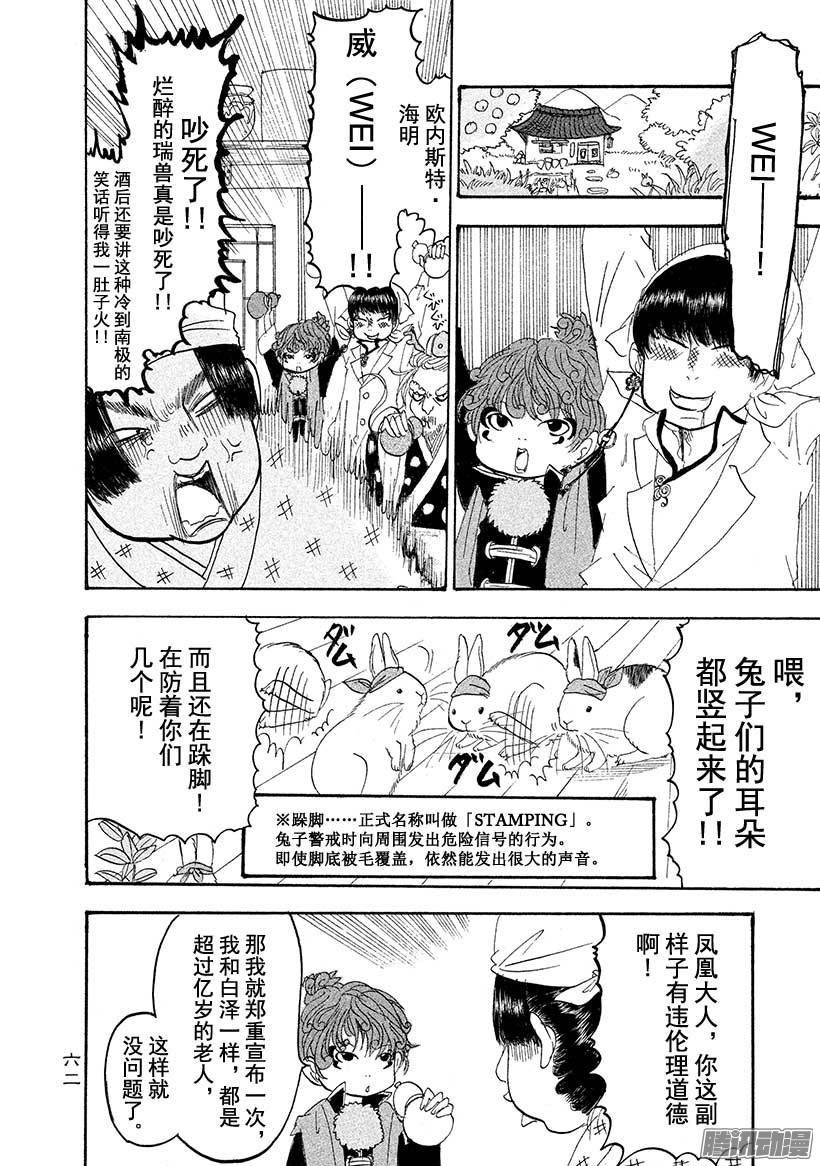 WEI——!
欧内斯特·
海明
威（WEI）——!!
吵死了!!
烂醉的瑞兽真是吵死了!!
酒后还要讲这种冷到南极的
笑话听得我一肚子火!!
喂，
兔子们的耳朵
都竖起来了!!
ダム
ダム
ダム
而且还在跺脚！
在防着你们
几个呢！
※跺脚……正式名称叫做「STAMPING」。
兔子警戒时向周围发出危险信号的行为。
即使脚底被毛覆盖，依然能发出很大的声音。
凤凰大人，你这副
样子有违伦理道德
啊！
那我就郑重宣布一次，
我和白泽一样，都是
超过亿岁的老人，
这样就
没问题了。
六二
腾讯动漫